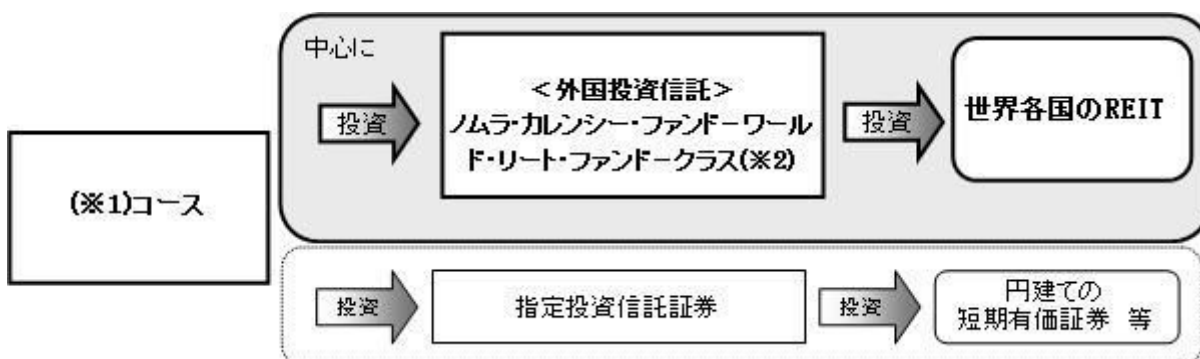 中心に
投資
＜外国投資信託＞
ノムラ・カレンシー・ファンドーワール
ド・リート・ファンドークラス(※2)
投資
世界各国のREIT
(※1)コース
投資
指定投資信託証券
投資
円建ての
短期有価証券 等